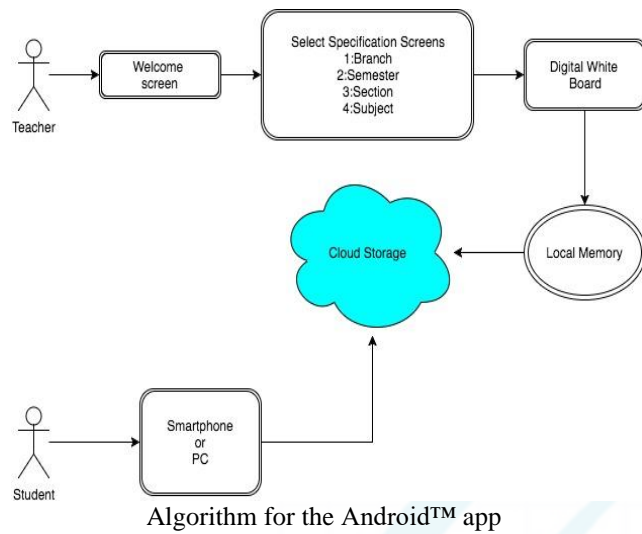 Teacher
Welcome
screen
Select Specification Screens
1:Branch
2:Semester
3:Section
4:Subject
Digital White
Board
Cloud Storage
Local Memory
Student
Smartphone
or
PC
Algorithm for the Android™ app